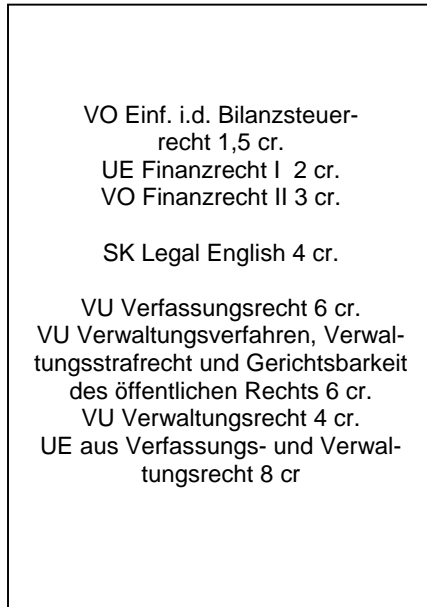 VO Einf. i.d. Bilanzsteuer-
recht 1,5 cr.
UE Finanzrecht I  2 cr.
VO Finanzrecht II 3 cr.
SK Legal English 4 cr.
VU Verfassungsrecht 6 cr.
VU Verwaltungsverfahren, Verwal-
tungsstrafrecht und Gerichtsbarkeit
des öffentlichen Rechts 6 cr.
VU Verwaltungsrecht 4 cr.
UE aus Verfassungs- und Verwal-
tungsrecht 8 cr